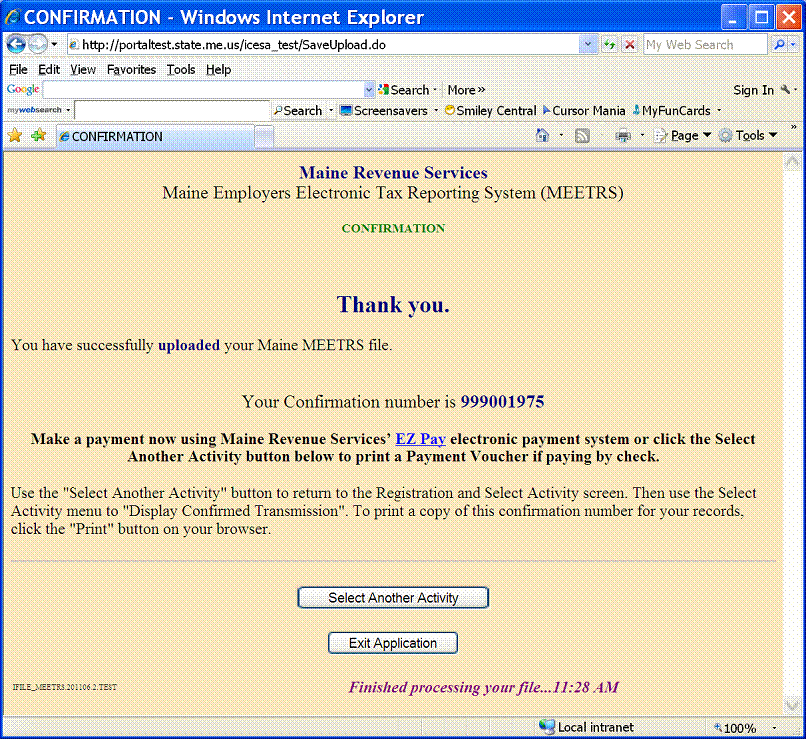 CONFIRMATION - Windows Internet Explorer
http://portaltest.state.me.us/icesa_test/SaveUpload.do My Web Search
File Edit View Favorites Tools Help
Google Search More » Sign In
mywebsearch Search Screensavers Smiley Central Cursor Mania MyFunCards
CONFIRMATION Page Tools »
Maine Revenue Services
Maine Employers Electronic Tax Reporting System (MEETRS)
CONFIRMATION
Thank you.
You have successfully uploaded your Maine MEETRS file.
Your Confirmation number is 999001975
Make a payment now using Maine Revenue Services’ EZ Pay electronic payment system or click the Select
Another Activity button below to print a Payment Voucher if paying by check.
Use the "Select Another Activity" button to return to the Registration and Select Activity screen. Then use the Select
Activity menu to "Display Confirmed Transmission". To print a copy of this confirmation number for your records,
click the "Print" button on your browser.
Select Another Activity
Exit Application
IFILE_MEETRS.201106.2.TEST Finished processing your file...11:28 AM
Local intranet 100%